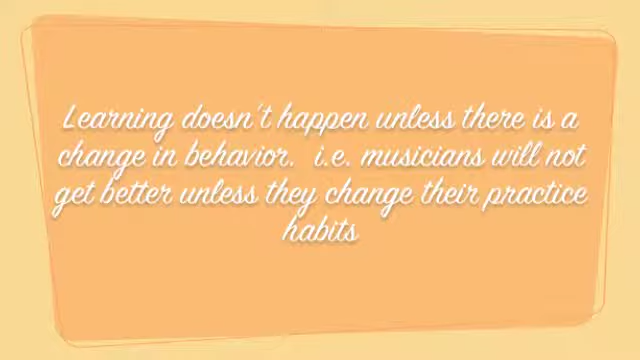 Learning doesn't happen unless there is a
change in behavior.  i.e. musicians will not
get better unless they change their practice
habits